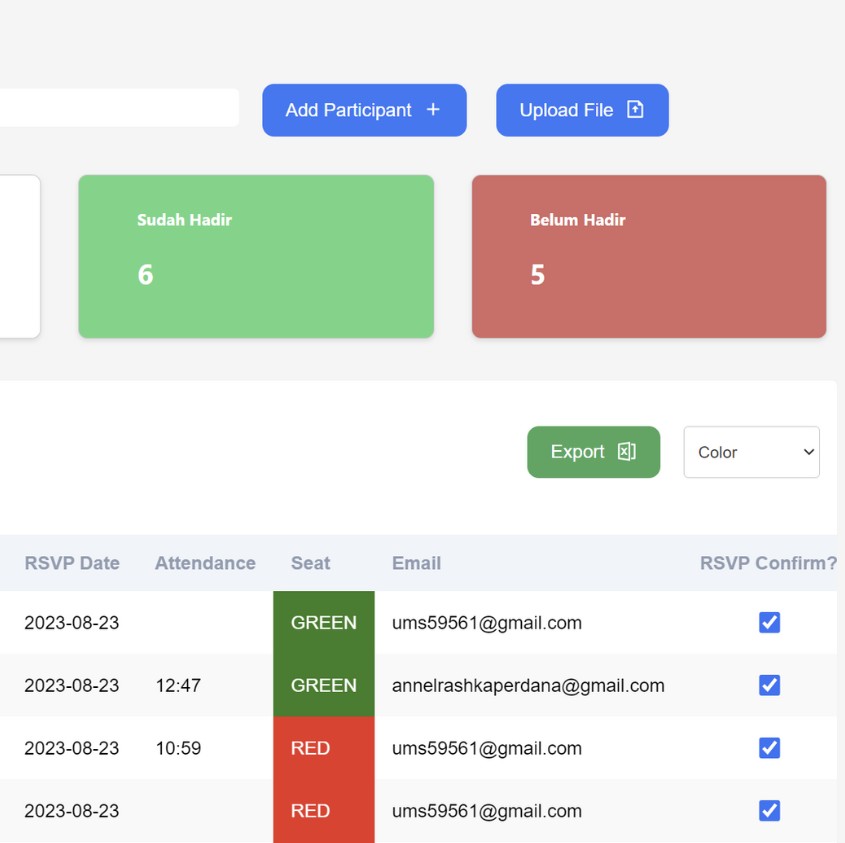 Add Participant +
Upload File
Sudah Hadir
6
Belum Hadir
5
Export
Color
RSVP Date Attendance Seat Email RSVP Confirm?
2023-08-23 GREEN ums59561@gmail.com
2023-08-23 12:47 GREEN annelrashkaperdana@gmail.com
2023-08-23 10:59 RED ums59561@gmail.com
2023-08-23 RED ums59561@gmail.com